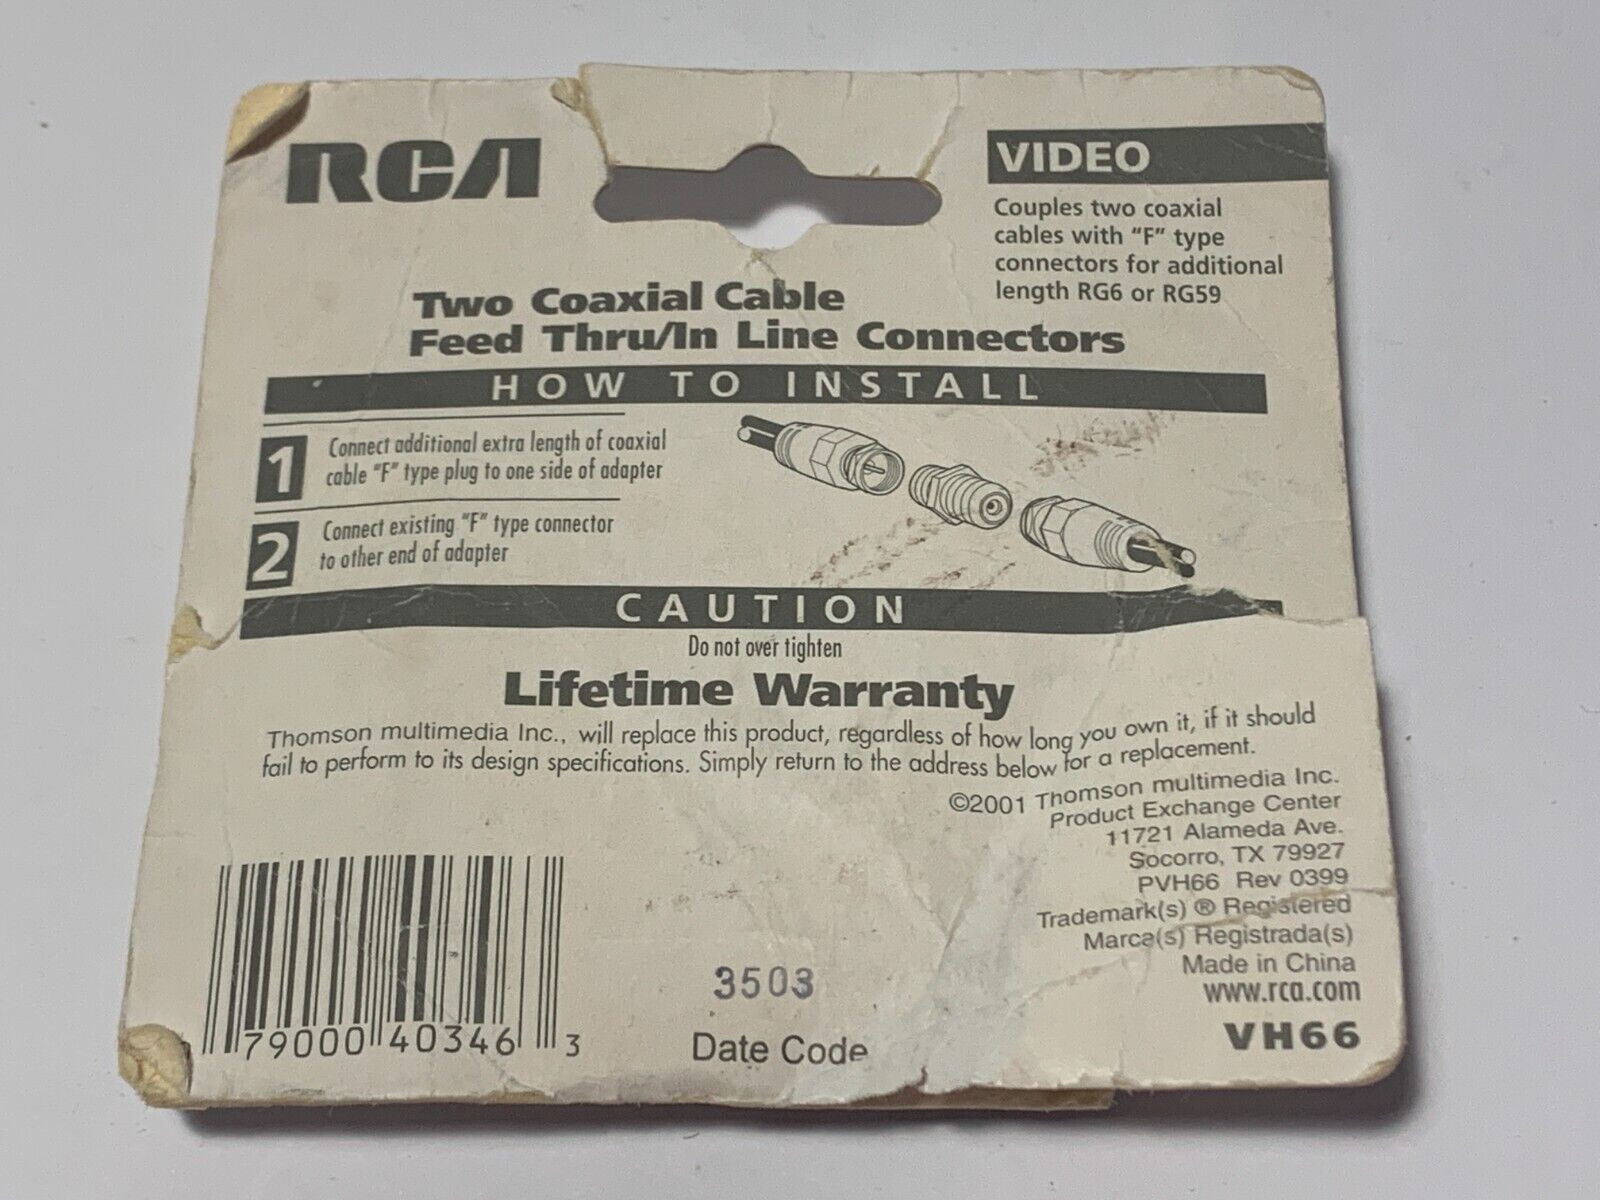 RCA
VIDEO
Couples two coaxial
cables with "F" type
connectors for additional
length RG6 or RG59
Two Coaxial Cable
Feed Thru/In Line Connectors
HOW TO INSTALL
1 Connect additional extra length of coaxial
cable "F" type plug to one side of adapter
2 Connect existing "F" type connector
to other end of adapter
CAUTION
Do not over tighten
Lifetime Warranty
Thomson multimedia Inc., will replace this product, regardless of how long you own it, if it should
fail to perform to its design specifications. Simply return to the address below for a replacement.
©2001 Thomson multimedia Inc.
Product Exchange Center
11721 Alameda Ave.
Socorro, TX 79927
PVH66 Rev 0399
Trademark(s) ® Registered
Marca(s) Registrada(s)
Made in China
www.rca.com
VH66
3503
Date Code
79000 40346 3